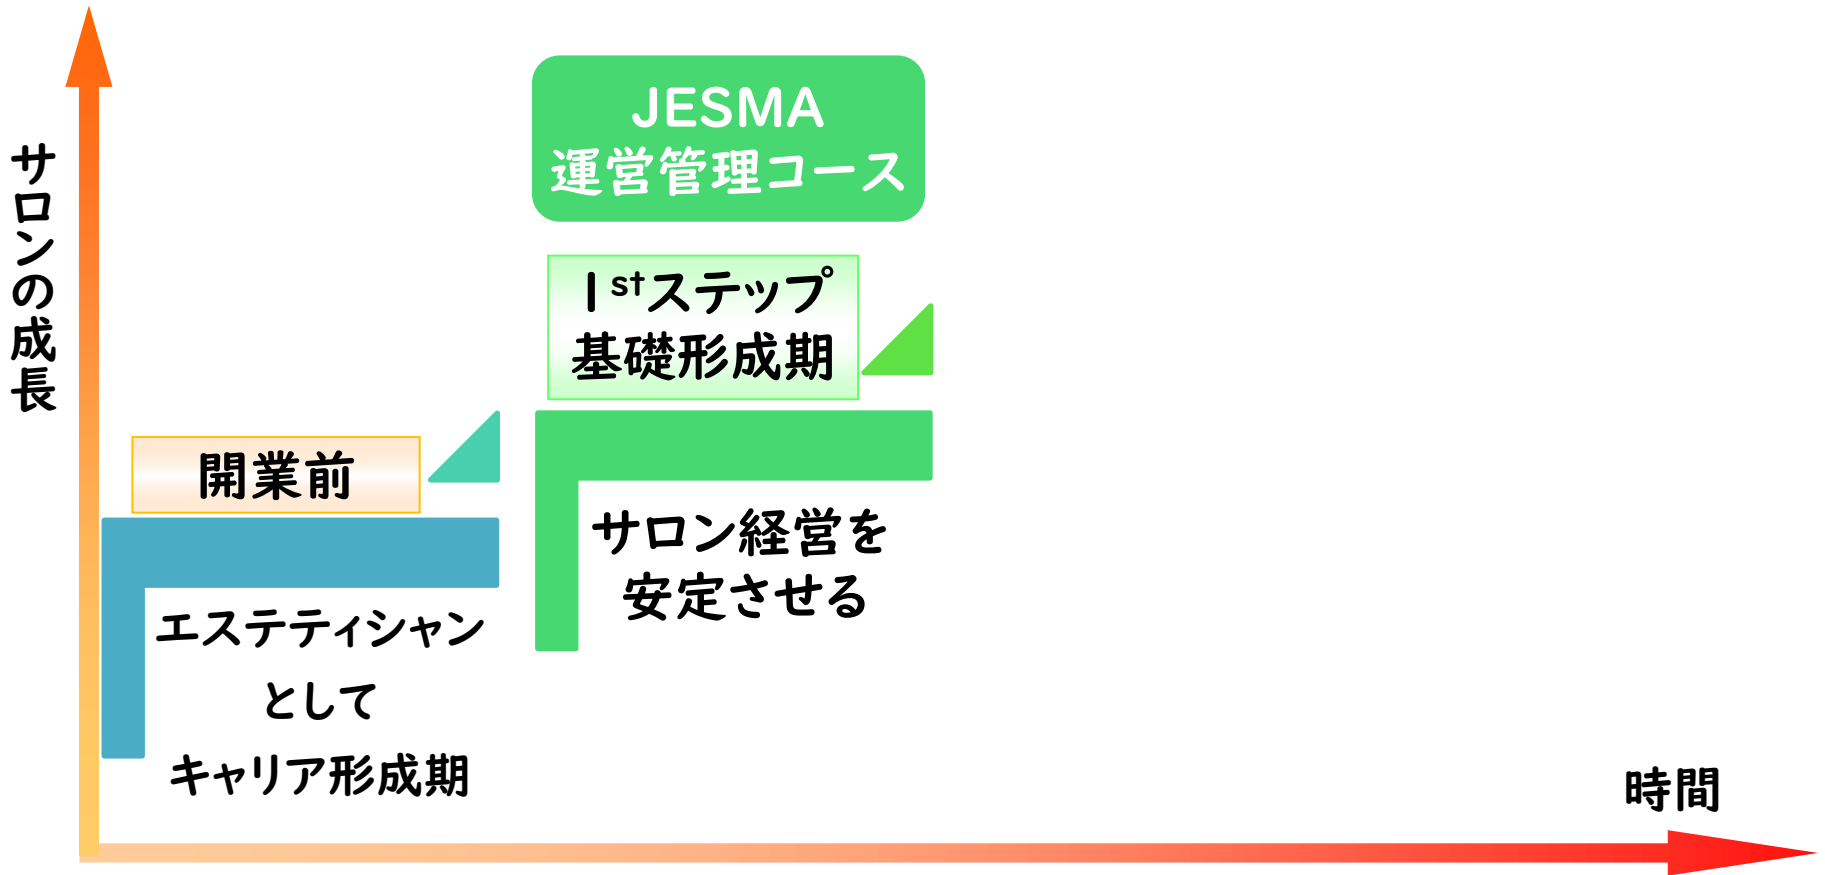 サロンの成長
JESMA
運営管理コース
1stステップ
基礎形成期
開業前
サロン経営を
安定させる
エステティシャン
として
キャリア形成期
時間